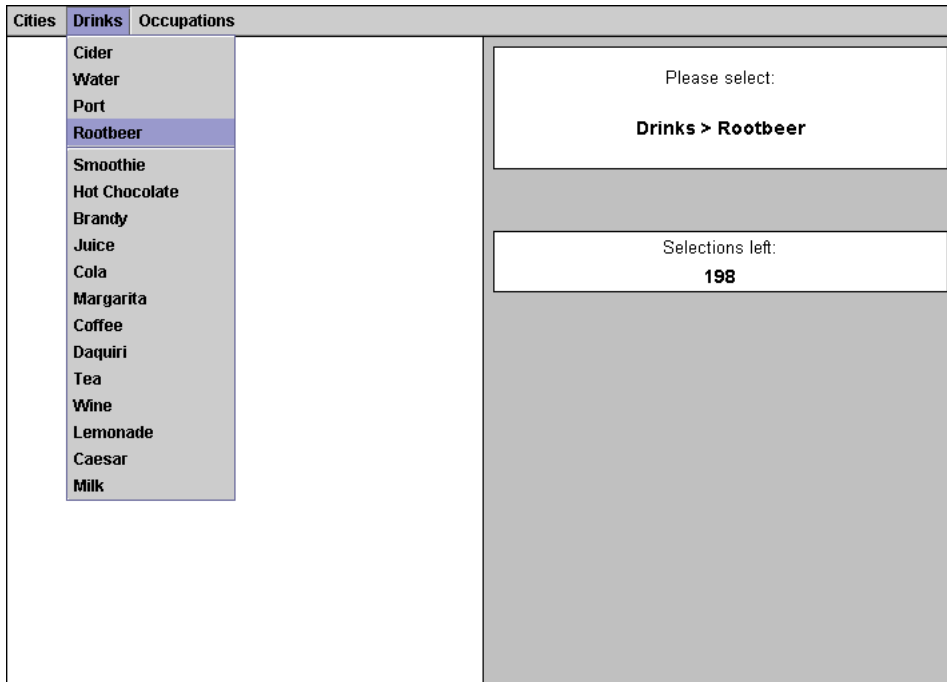 Cities Drinks Occupations
Cider
Water
Port
Rootbeer
Smoothie
Hot Chocolate
Brandy
Juice
Cola
Margarita
Coffee
Daquiri
Tea
Wine
Lemonade
Caesar
Milk
Please select:
Drinks > Rootbeer
Selections left:
198